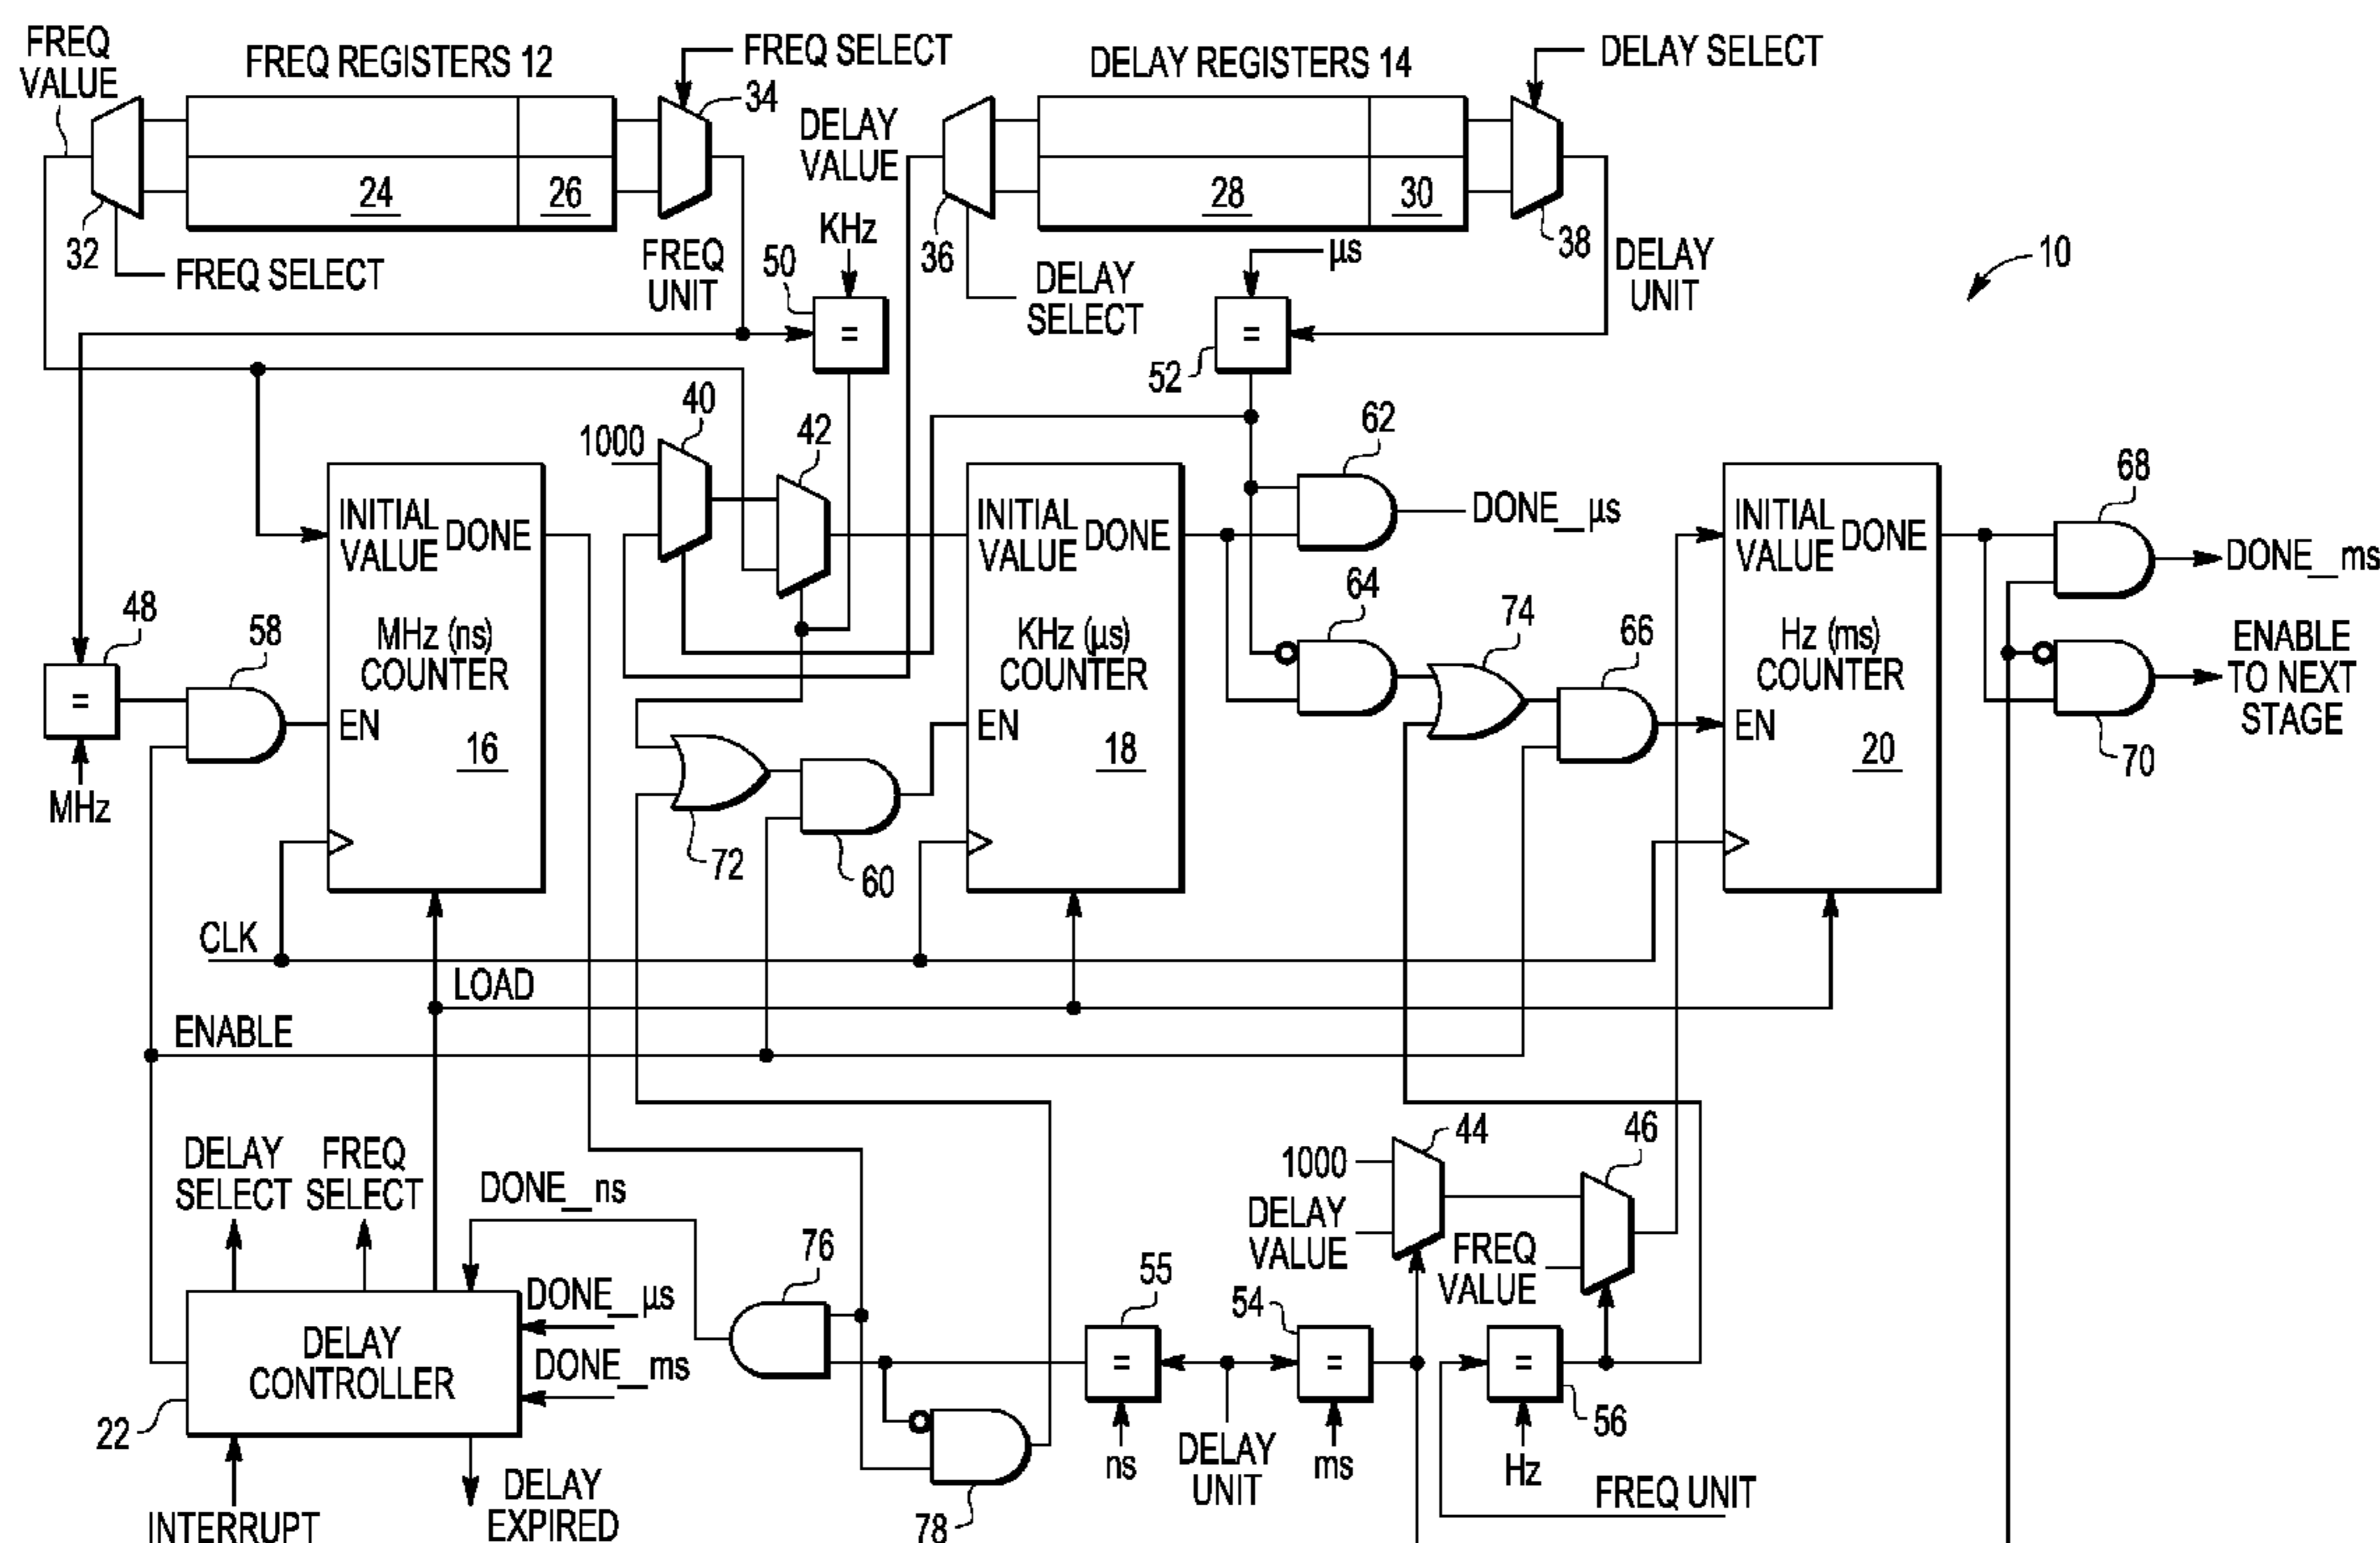 FREQ
VALUE
FREQ REGISTERS 12
FREQ SELECT
34
DELAY REGISTERS 14
DELAY SELECT
DELAY
VALUE
24
26
28
30
32
FREQ SELECT
FREQ
UNIT
50
KHz
36
DELAY
SELECT
µs
38
DELAY
UNIT
10
52
40
1000
42
62
68
INITIAL
VALUE
DONE
INITIAL
VALUE
DONE
DONE_µs
INITIAL
VALUE
DONE
DONE_ms
48
58
MHz (ns)
COUNTER
KHz (µs)
COUNTER
64
74
66
Hz (ms)
COUNTER
ENABLE
TO NEXT
STAGE
EN
EN
EN
16
18
20
70
MHz
72
60
CLK
LOAD
ENABLE
DELAY
SELECT
FREQ
SELECT
DONE_ns
76
44
46
1000
DELAY
VALUE
FREQ
VALUE
55
54
DONE_µs
DONE_ms
DELAY
CONTROLLER
22
56
ns
DELAY
UNIT
ms
Hz
FREQ UNIT
INTERRUPT
DELAY
EXPIRED
78
=
=
=
=
=
=